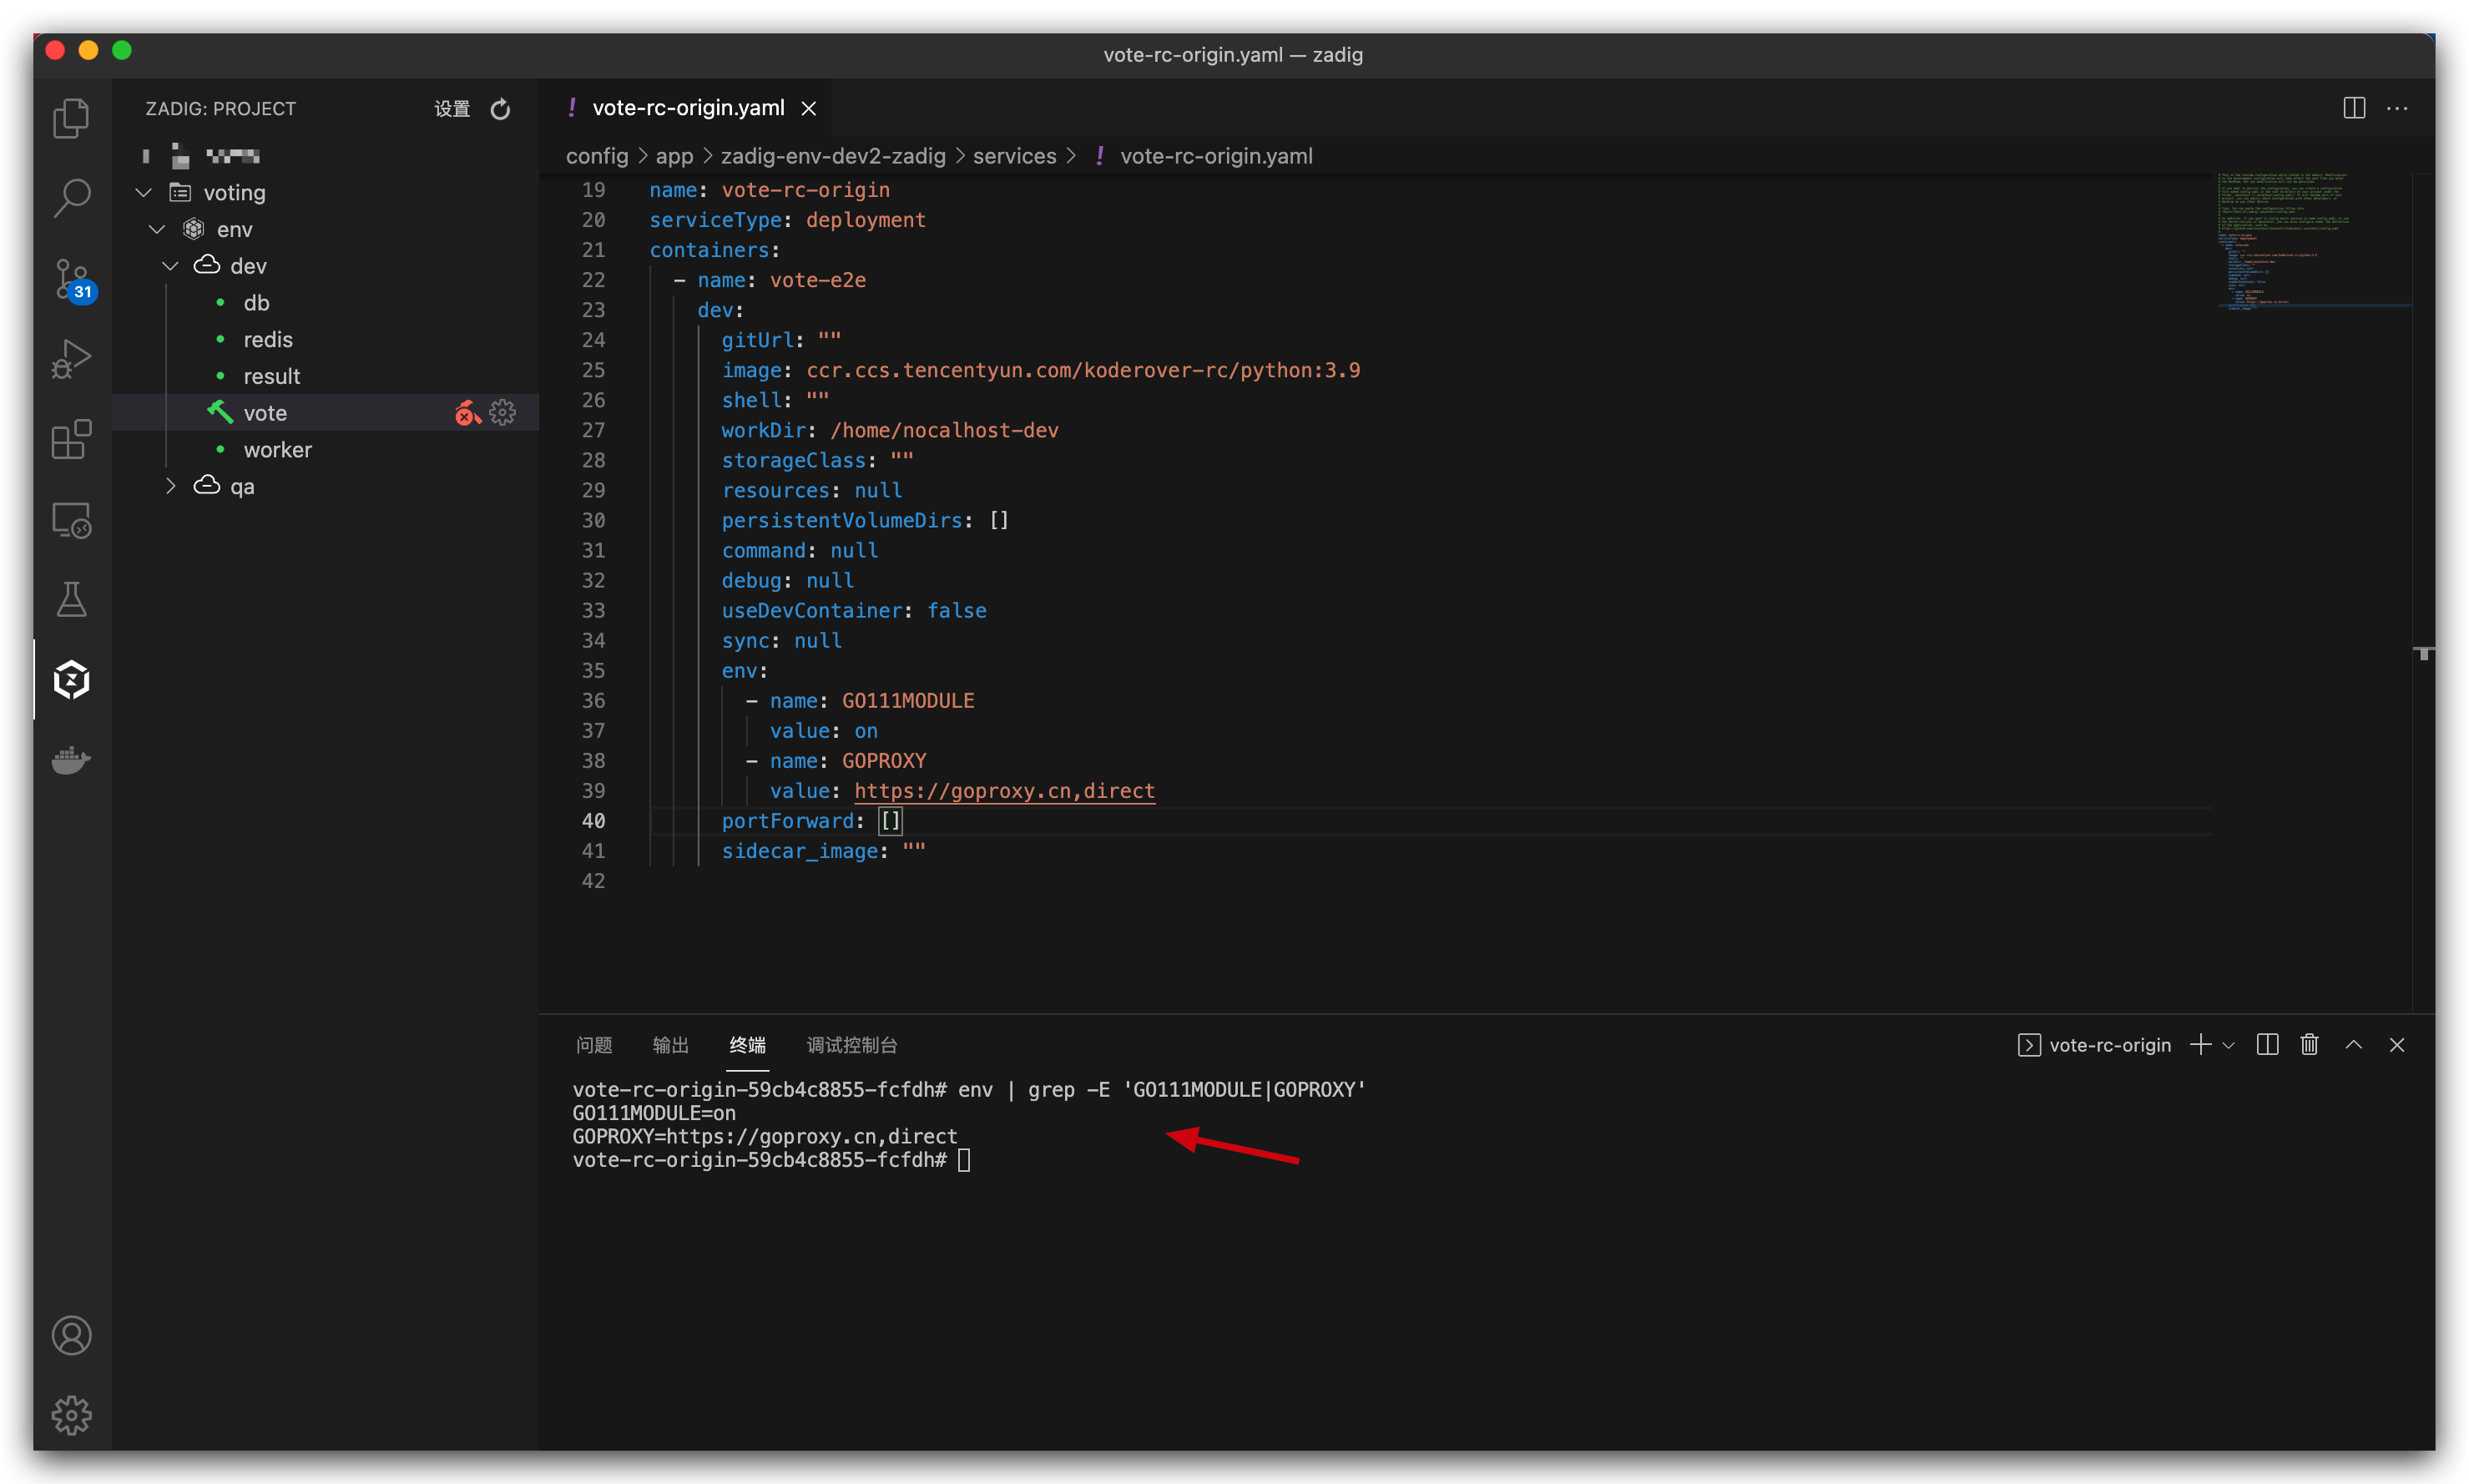 vote-rc-origin.yaml — zadig
ZADIG: PROJECT
设置
voting
env
dev
db
redis
result
vote
worker
qa
31
! vote-rc-origin.yaml
config > app > zadig-env-dev2-zadig > services > ! vote-rc-origin.yaml
19 name: vote-rc-origin
20 serviceType: deployment
21 containers:
22 - name: vote-e2e
23 dev:
24 gitUrl: ""
25 image: ccr.ccs.tencentyun.com/koderover-rc/python:3.9
26 shell: ""
27 workDir: /home/nocalhost-dev
28 storageClass: ""
29 resources: null
30 persistentVolumeDirs: []
31 command: null
32 debug: null
33 useDevContainer: false
34 sync: null
35 env:
36 - name: GO111MODULE
37 value: on
38 - name: GOPROXY
39 value: https://goproxy.cn,direct
40 portForward: []
41 sidecar_image: ""
42
问题 输出 终端 调试控制台
vote-rc-origin
vote-rc-origin-59cb4c8855-fcfdh# env | grep -E 'GO111MODULE|GOPROXY'
GO111MODULE=on
GOPROXY=https://goproxy.cn,direct
vote-rc-origin-59cb4c8855-fcfdh#